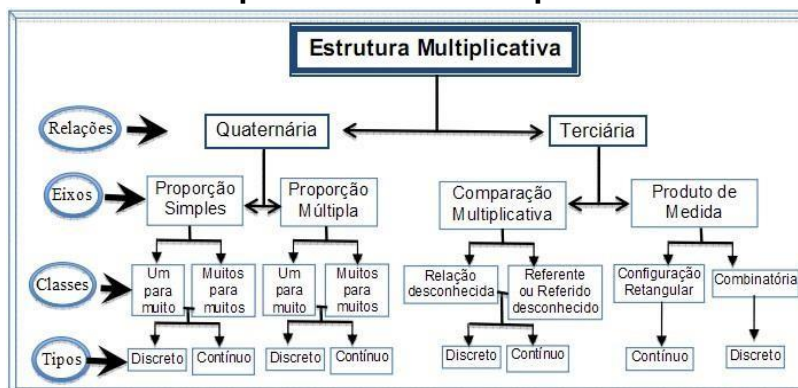 Estrutura Multiplicativa
Relações
Quaternária
Terciária
Eixos
Proporção
Simples
Proporção
Múltipla
Comparação
Multiplicativa
Produto de
Medida
Classes
Um
para
muito
Muitos
para
muitos
Um
para
muito
Muitos
para
muitos
Relação
desconhecida
Referente
ou Referido
desconhecido
Configuração
Retangular
Combinatória
Tipos
Discreto
Contínuo
Discreto
Contínuo
Discreto
Contínuo
Contínuo
Discreto